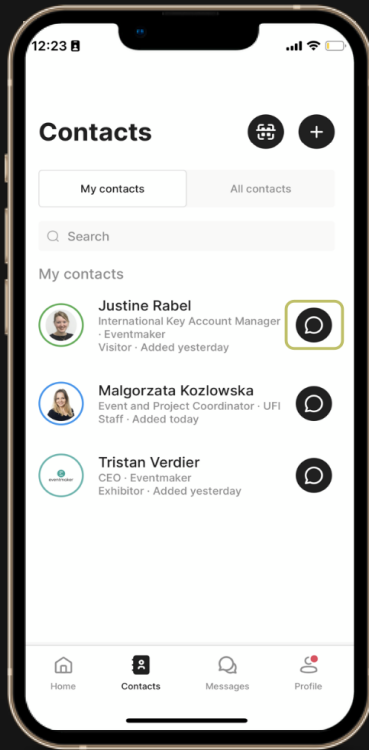 12:23
Contacts
My contacts
All contacts
Search
My contacts
Justine Rabel
International Key Account Manager
· Eventmaker
Visitor · Added yesterday
Malgorzata Kozlowska
Event and Project Coordinator · UFI
Staff · Added today
eventmaker
Tristan Verdier
CEO · Eventmaker
Exhibitor · Added yesterday
Home
Contacts
Messages
Profile